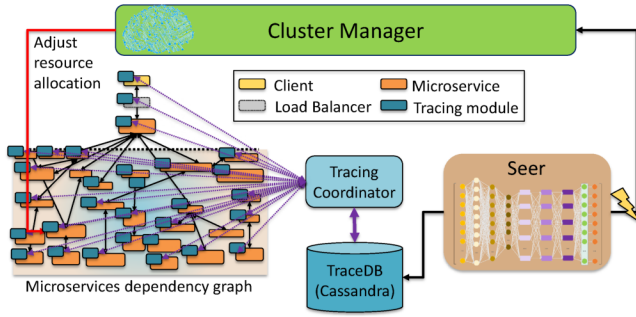 Cluster Manager
Adjust
resource
allocation
Client
Microservice
Load Balancer
Tracing module
Tracing
Coordinator
Seer
TraceDB
(Cassandra)
Microservices dependency graph